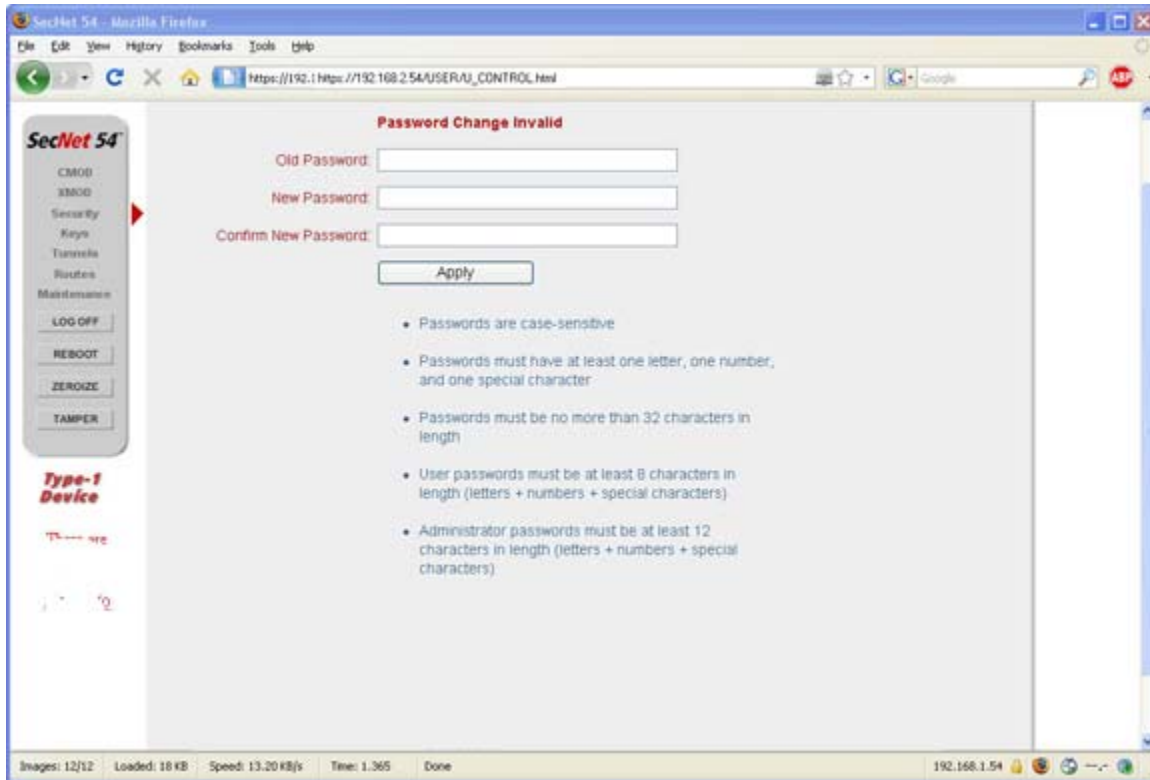 SecNet 54 - Mozilla Firefox
File Edit View History Bookmarks Tools Help
https://192.1https://192.168.2.54/USER/U_CONTROL.html
Google
ABP
SecNet 54
CMOD
XMOD
Security
Keys
Tunnels
Routes
Maintenance
LOG OFF
REBOOT
ZEROIZE
TAMPER
Type-1
Device
Password Change Invalid
Old Password:
New Password:
Confirm New Password:
Apply
• Passwords are case-sensitive
• Passwords must have at least one letter, one number,
and one special character
• Passwords must be no more than 32 characters in
length
• User passwords must be at least 8 characters in
length (letters + numbers + special characters)
• Administrator passwords must be at least 12
characters in length (letters + numbers + special
characters)
Images: 12/12 Loaded: 18 KB Speed: 13.20 KB/s Time: 1.365 Done 192.168.1.54